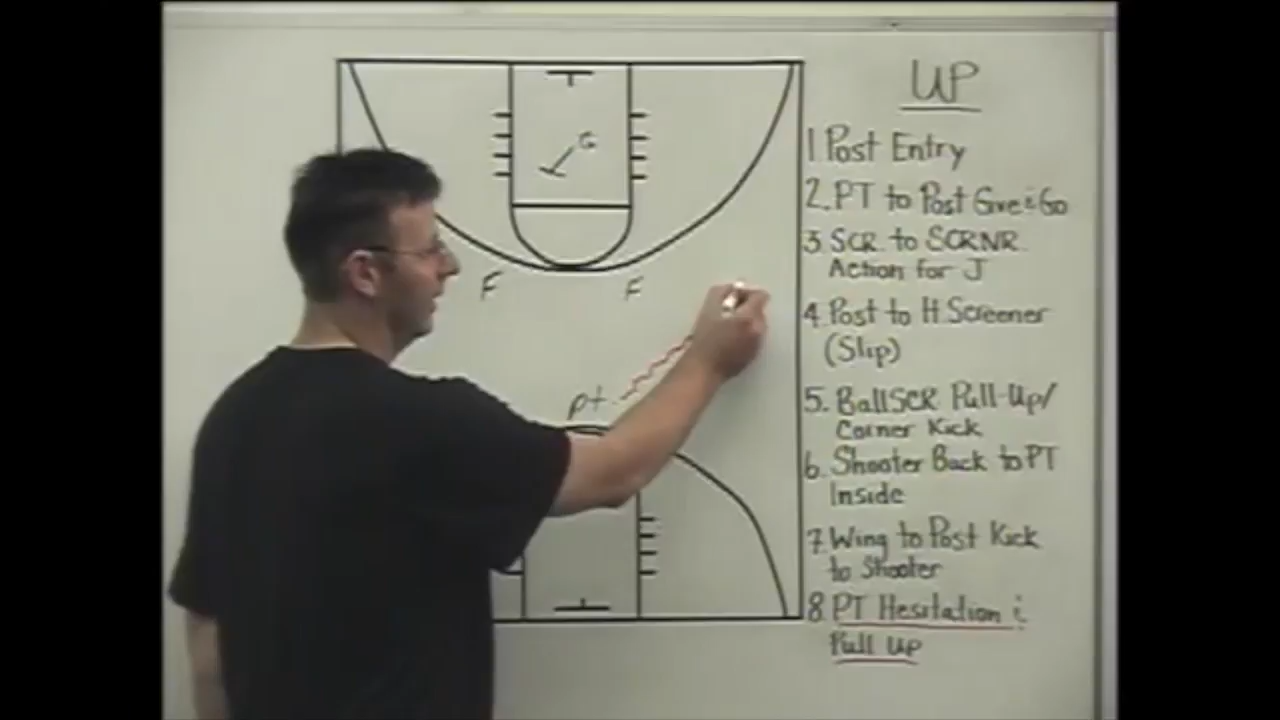 UP
1. Post Entry
2. PT to Post Give & Go
3. SCR. to SCRNR.
Action for J
4. Post to H. Screener
(Slip)
5. Ball SCR Pull-Up/
Corner Kick
6. Shooter Back to PT
Inside
7. Wing to Post Kick
to Shooter
8. PT Hesitation &
Pull Up
G
F F
pt